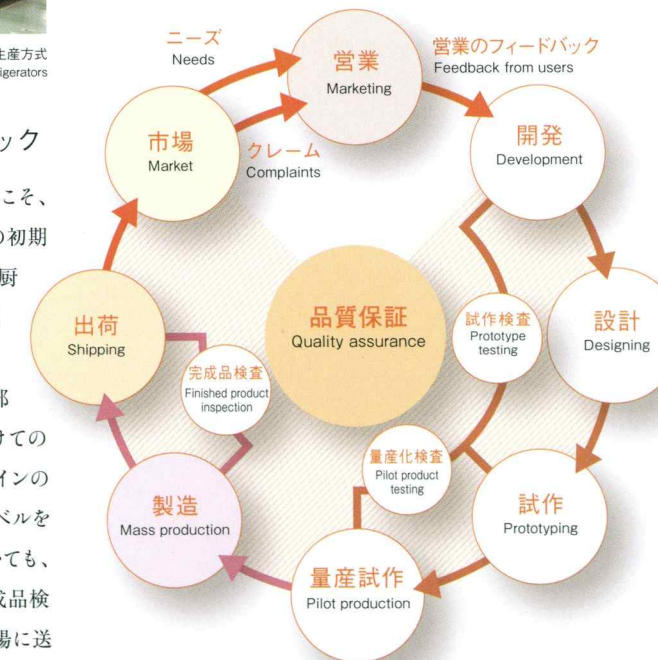 生産方式
igerators
ック
こそ、
の初期
厨
部
けての
インの
ベルを
ても、
成品検
場に送
ニーズ
Needs
営業
Marketing
営業のフィードバック
Feedback from users
市場
Market
クレーム
Complaints
開発
Development
出荷
Shipping
品質保証
Quality assurance
試作検査
Prototype
testing
設計
Designing
完成品検査
Finished product
inspection
量産化検査
Pilot product
testing
製造
Mass production
試作
Prototyping
量産試作
Pilot production